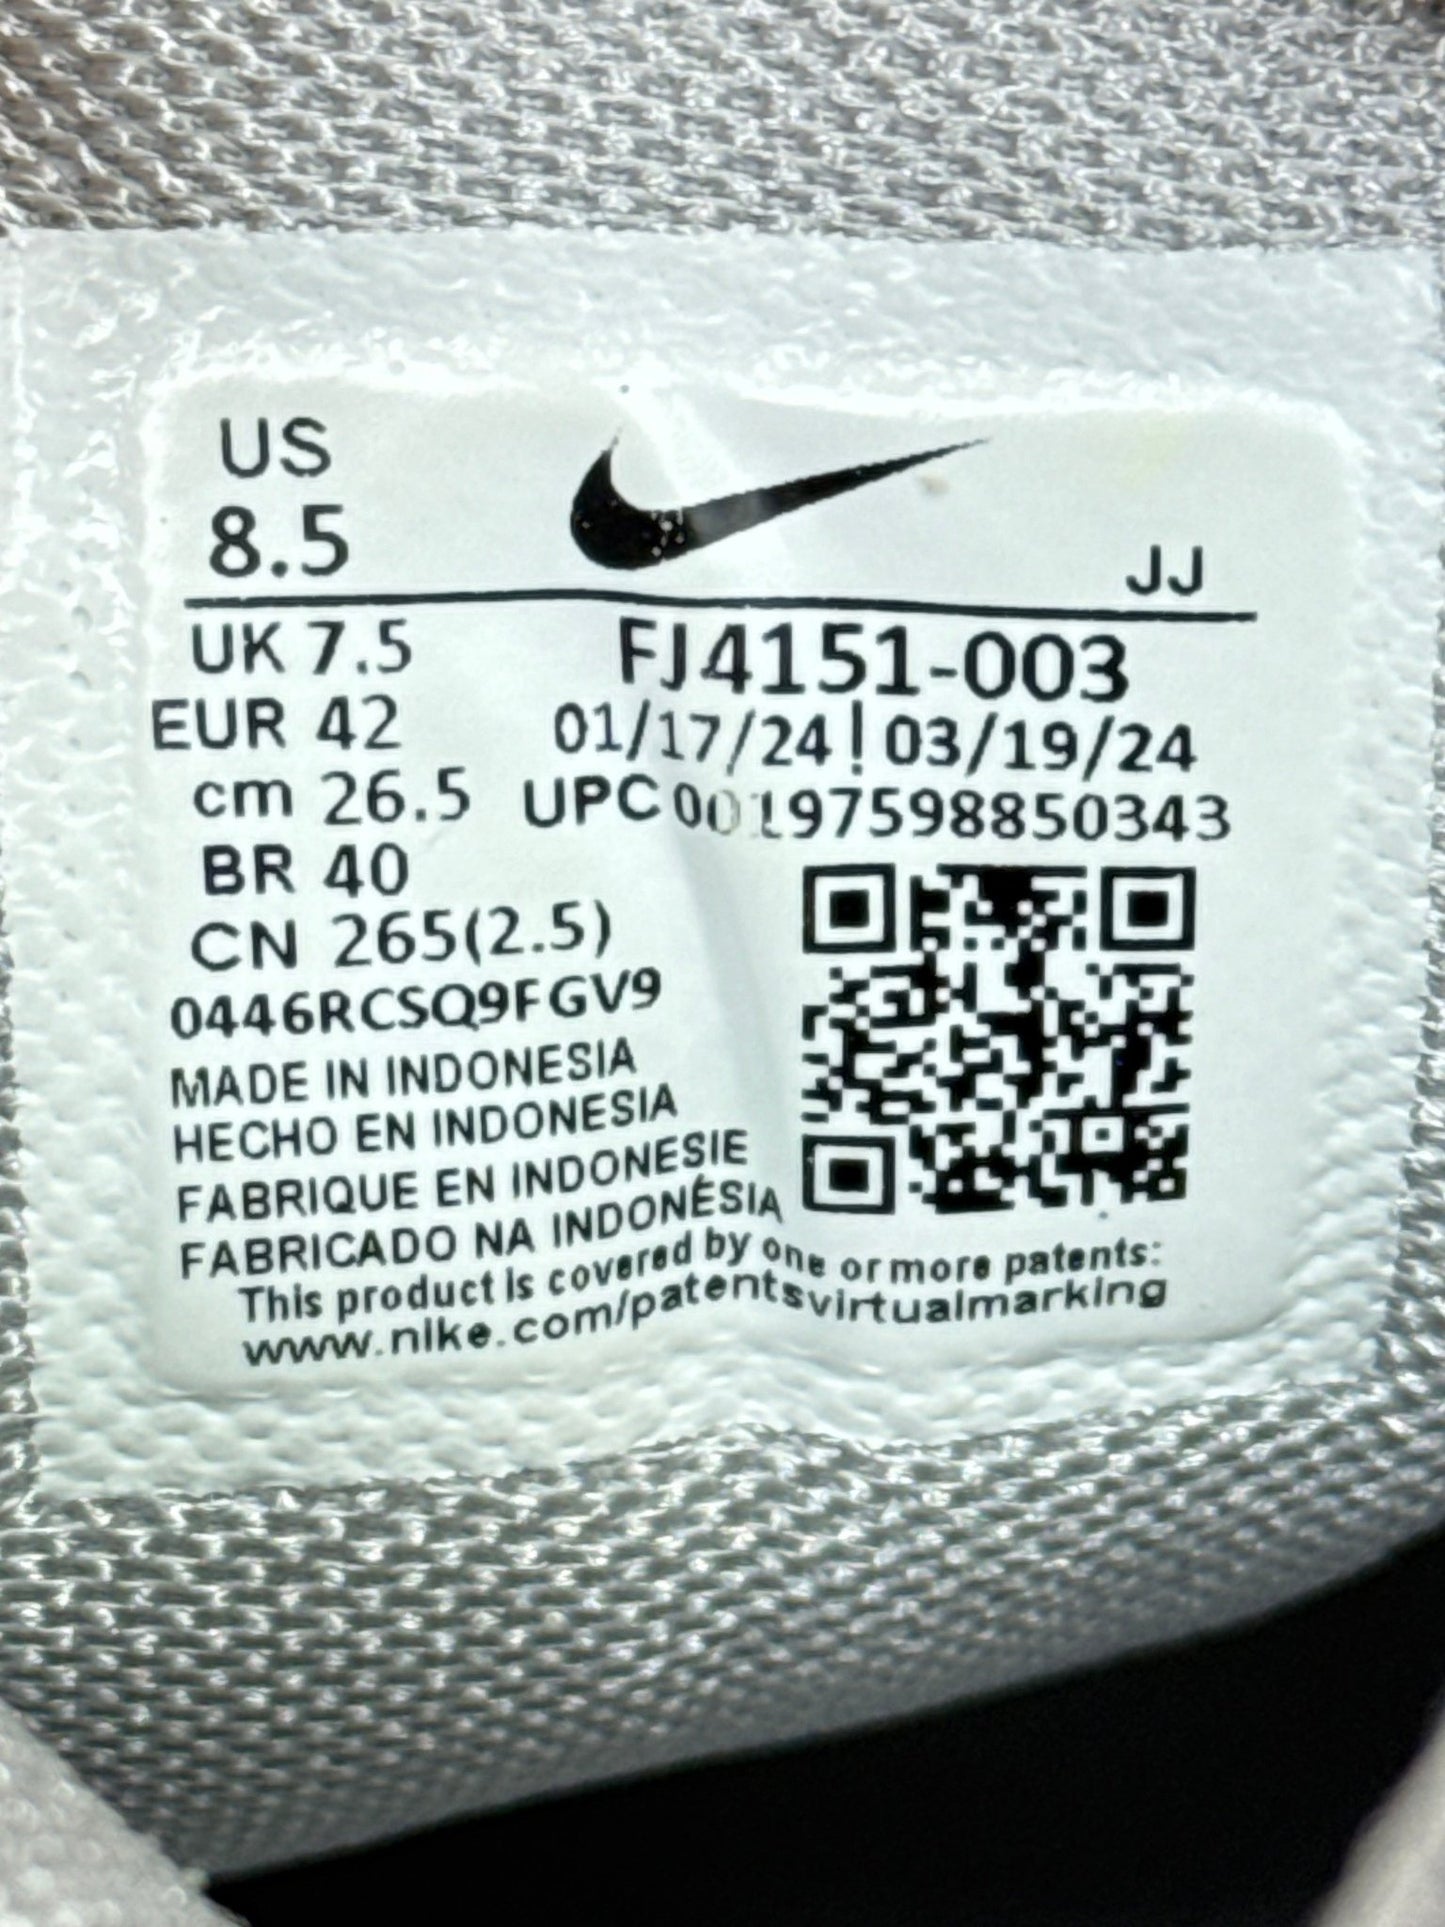 US
8.5
JJ
UK 7.5
FJ4151-003
EUR 42
01/17/24 ! 03/19/24
cm 26.5
UPC 00197598850343
BR 40
CN 265(2.5)
0446RCSQ9FGV9
MADE IN INDONESIA
HECHO EN INDONESIA
FABRIQUE EN INDONESIE
FABRICADO NA INDONÉSIA
This product is covered by one or more patents:
www.nike.com/patentsvirtualmarking